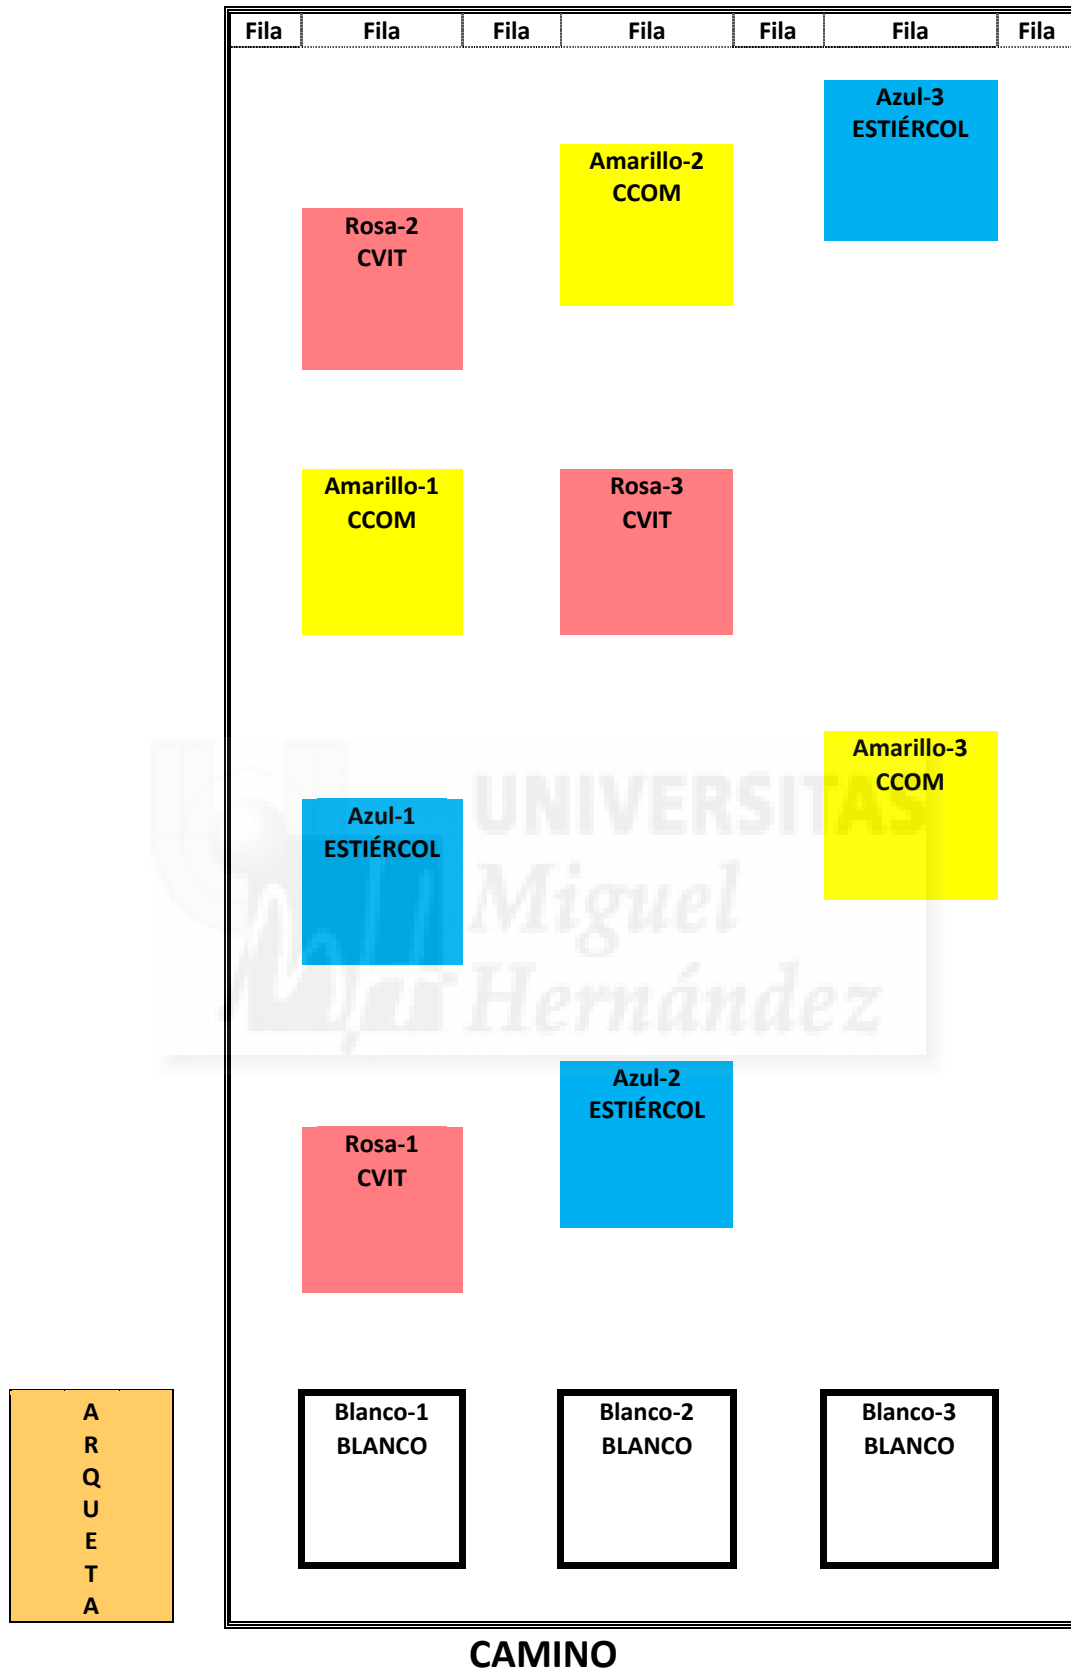 Fila Fila Fila Fila Fila Fila Fila
Azul-3
ESTIÉRCOL
Amarillo-2
CCOM
Rosa-2
CVIT
Amarillo-1
CCOM
Rosa-3
CVIT
Amarillo-3
CCOM
UNIVERSITAS
Miguel
Hernández
Azul-1
ESTIÉRCOL
Azul-2
ESTIÉRCOL
Rosa-1
CVIT
Blanco-1
BLANCO
Blanco-2
BLANCO
Blanco-3
BLANCO
A
R
Q
U
E
T
A
CAMINO